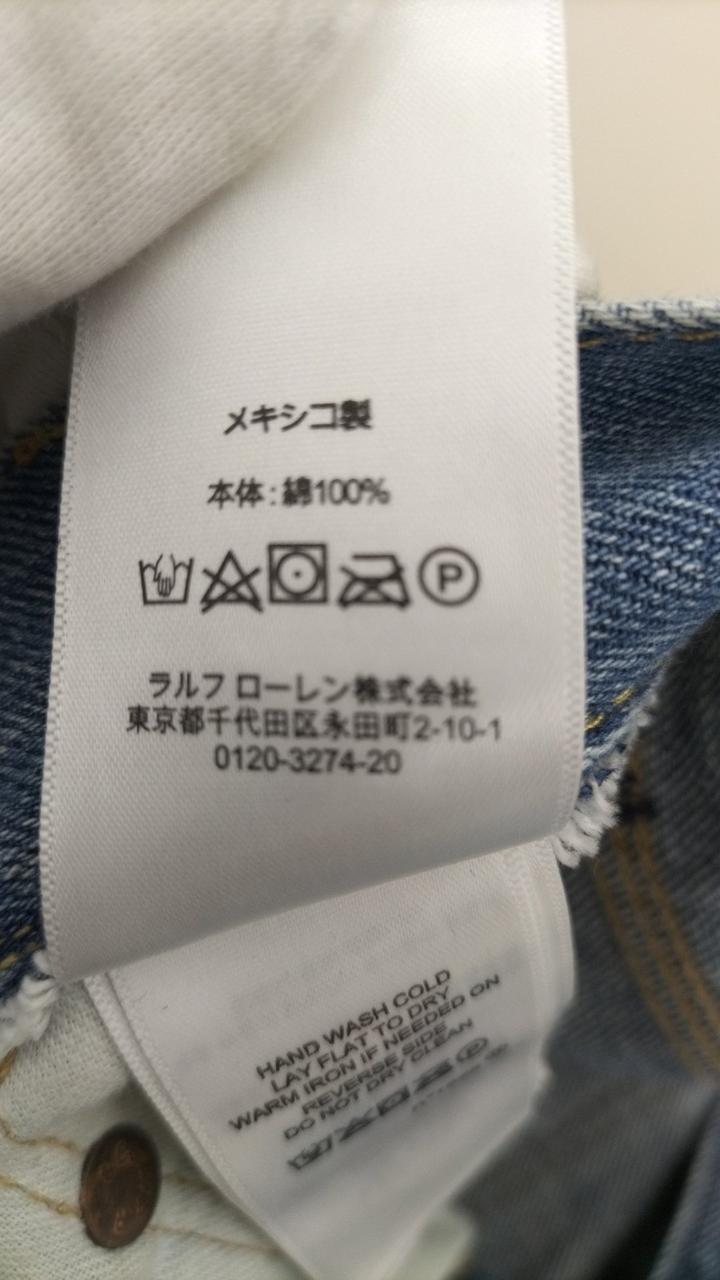 メキシコ製
本体:綿100%
P
ラルフ ローレン株式会社
東京都千代田区永田町2-10-1
0120-3274-20
HAND WASH COLD
LAY FLAT TO DRY
WARM IRON IF NEEDED ON
REVERSE SIDE
DO NOT DRY CLEAN